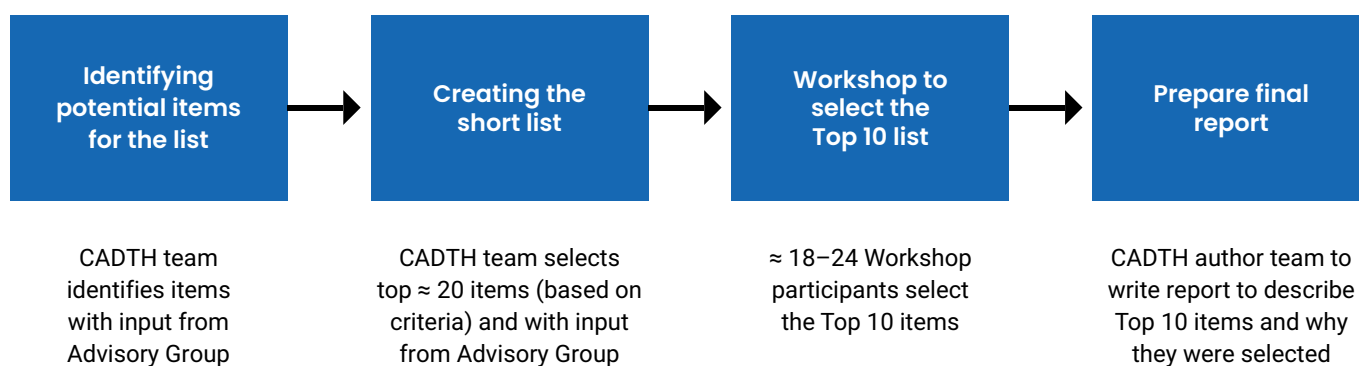 Identifying
potential items
for the list
Creating the
short list
Workshop to
select the
Top 10 list
Prepare final
report
CADTH team
identifies items
with input from
Advisory Group
CADTH team selects
top ≈ 20 items (based on
criteria) and with input
from Advisory Group
≈ 18–24 Workshop
participants select
the Top 10 items
CADTH author team to
write report to describe
Top 10 items and why
they were selected